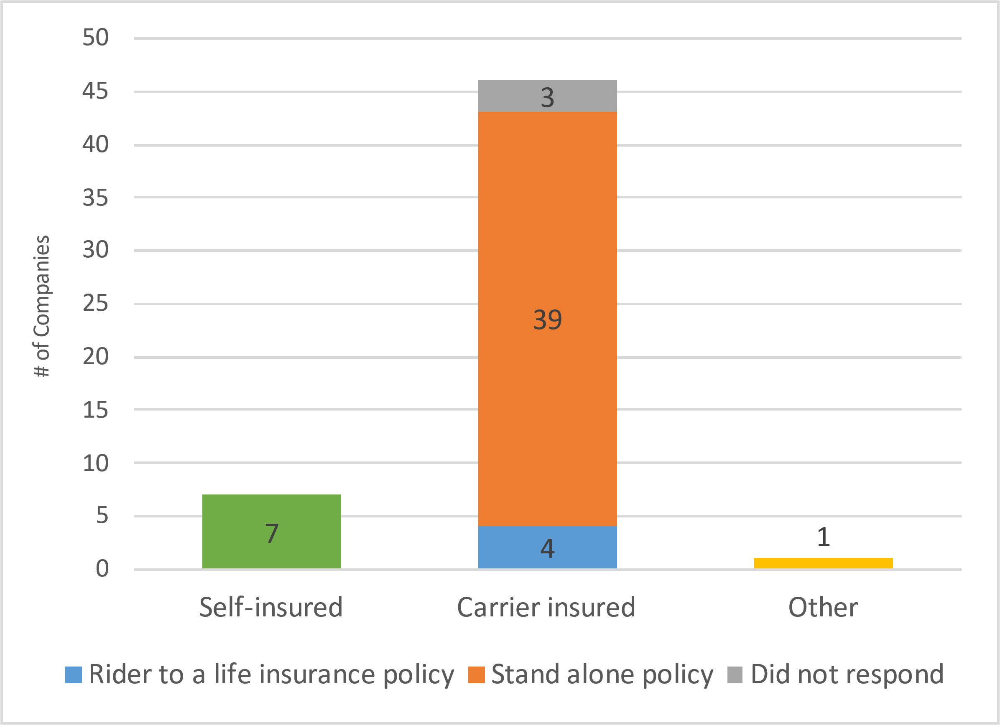 50
45
40
35
30
25
20
15
10
5
0
# of Companies
3
39
4
7
1
Self-insured
Carrier insured
Other
Rider to a life insurance policy
Stand alone policy
Did not respond